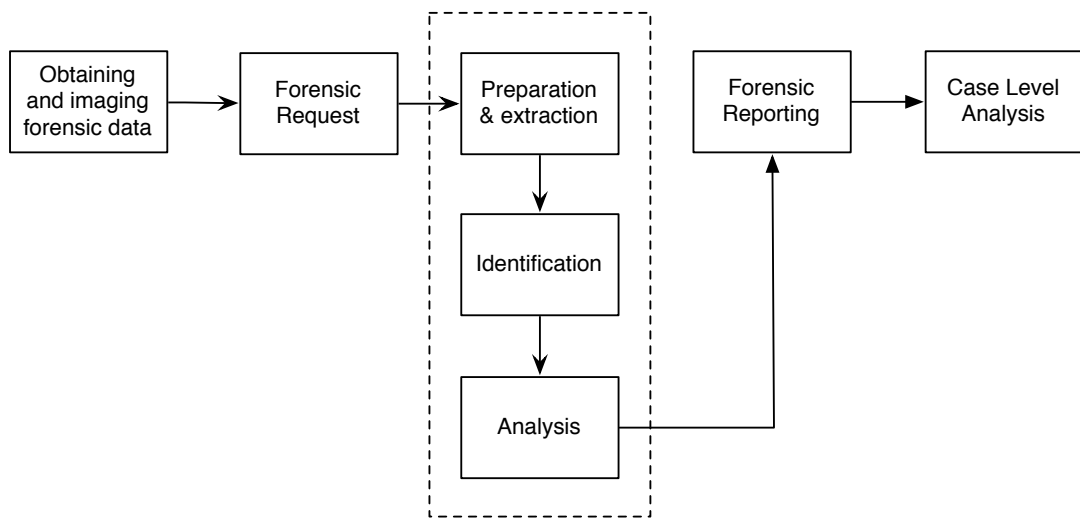 Obtaining
and imaging
forensic data
Forensic
Request
Preparation
& extraction
Identification
Analysis
Forensic
Reporting
Case Level
Analysis